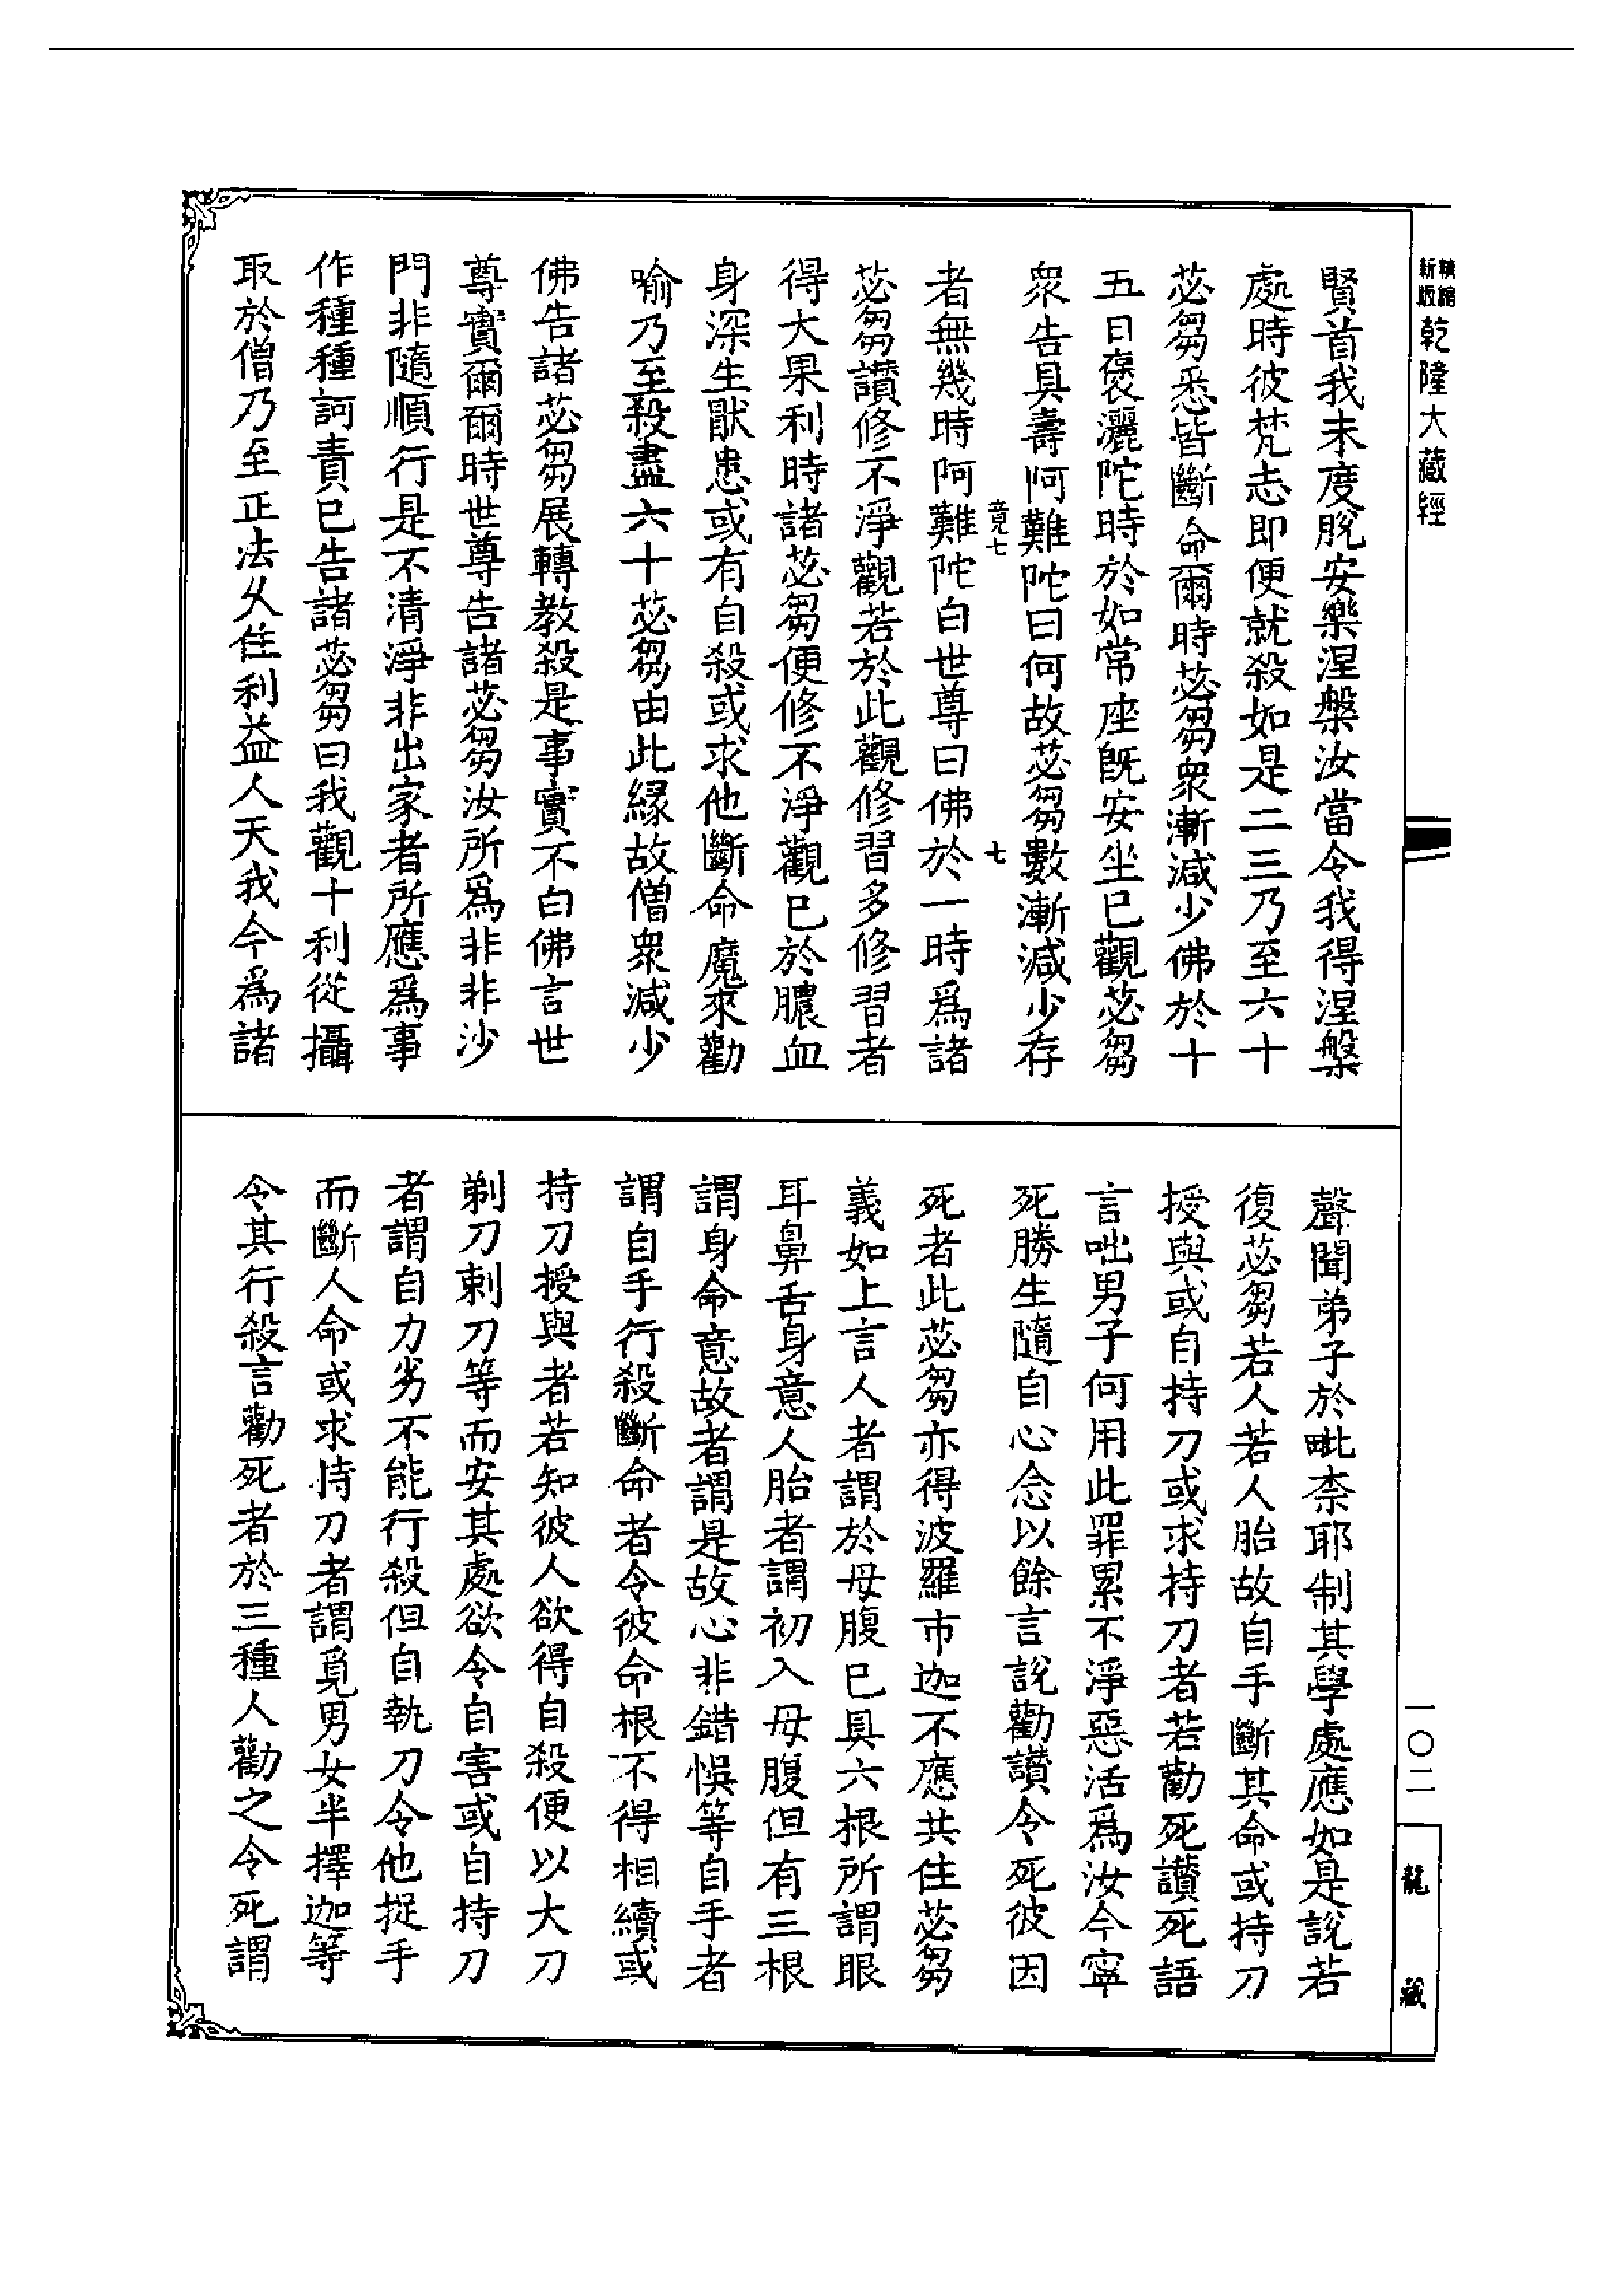 精縮新版乾隆大藏經
賢首我未度脫安樂涅槃汝當令我得涅槃
處時彼梵志即便就殺如是二三乃至六十
苾芻悉皆斷命爾時苾芻眾漸減少佛於十
五日褒灑陀時於如常座既安坐已觀苾芻
眾告具壽阿難陀曰何故苾芻數漸減少存
竟七
七
者無幾時阿難陀白世尊曰佛於一時爲諸
苾芻讚修不淨觀若於此觀修習多修習者
得大果利時諸苾芻便修不淨觀已於膿血
身深生猒患或有自殺或求他斷命魔來勸
喻乃至殺盡六十苾芻由此緣故僧眾減少
佛告諸苾芻展轉教殺是事實不白佛言世
尊實爾爾時世尊告諸苾芻汝所爲非非沙
門非隨順行是不清淨非出家者所應爲事
作種種訶責已告諸苾芻曰我觀十利從攝
取於僧乃至正法久住利益人天我今爲諸
聲聞弟子於毗柰耶制其學處應如是說若
復苾芻若人若人胎故自手斷其命或持刀
授與或自持刀或求持刀者若勸死讚死語
言咄男子何用此罪累不淨惡活爲汝今寧
死勝生隨自心念以餘言說勸讚令死彼因
死者此苾芻亦得波羅市迦不應共住苾芻
義如上言人者謂於母腹已具六根所謂眼
耳鼻舌身意人胎者謂初入母腹但有三根
謂身命意故者謂是故心非錯悞等自手者
謂自手行殺斷命者令彼命根不得相續或
持刀授與者若知彼人欲得自殺便以大刀
剃刀刺刀等而安其處欲令自害或自持刀
者謂自力劣不能行殺但自執刀令他捉手
而斷人命或求持刀者謂覓男女半擇迦等
令其行殺言勸死者於三種人勸之令死謂
一〇二
龍藏